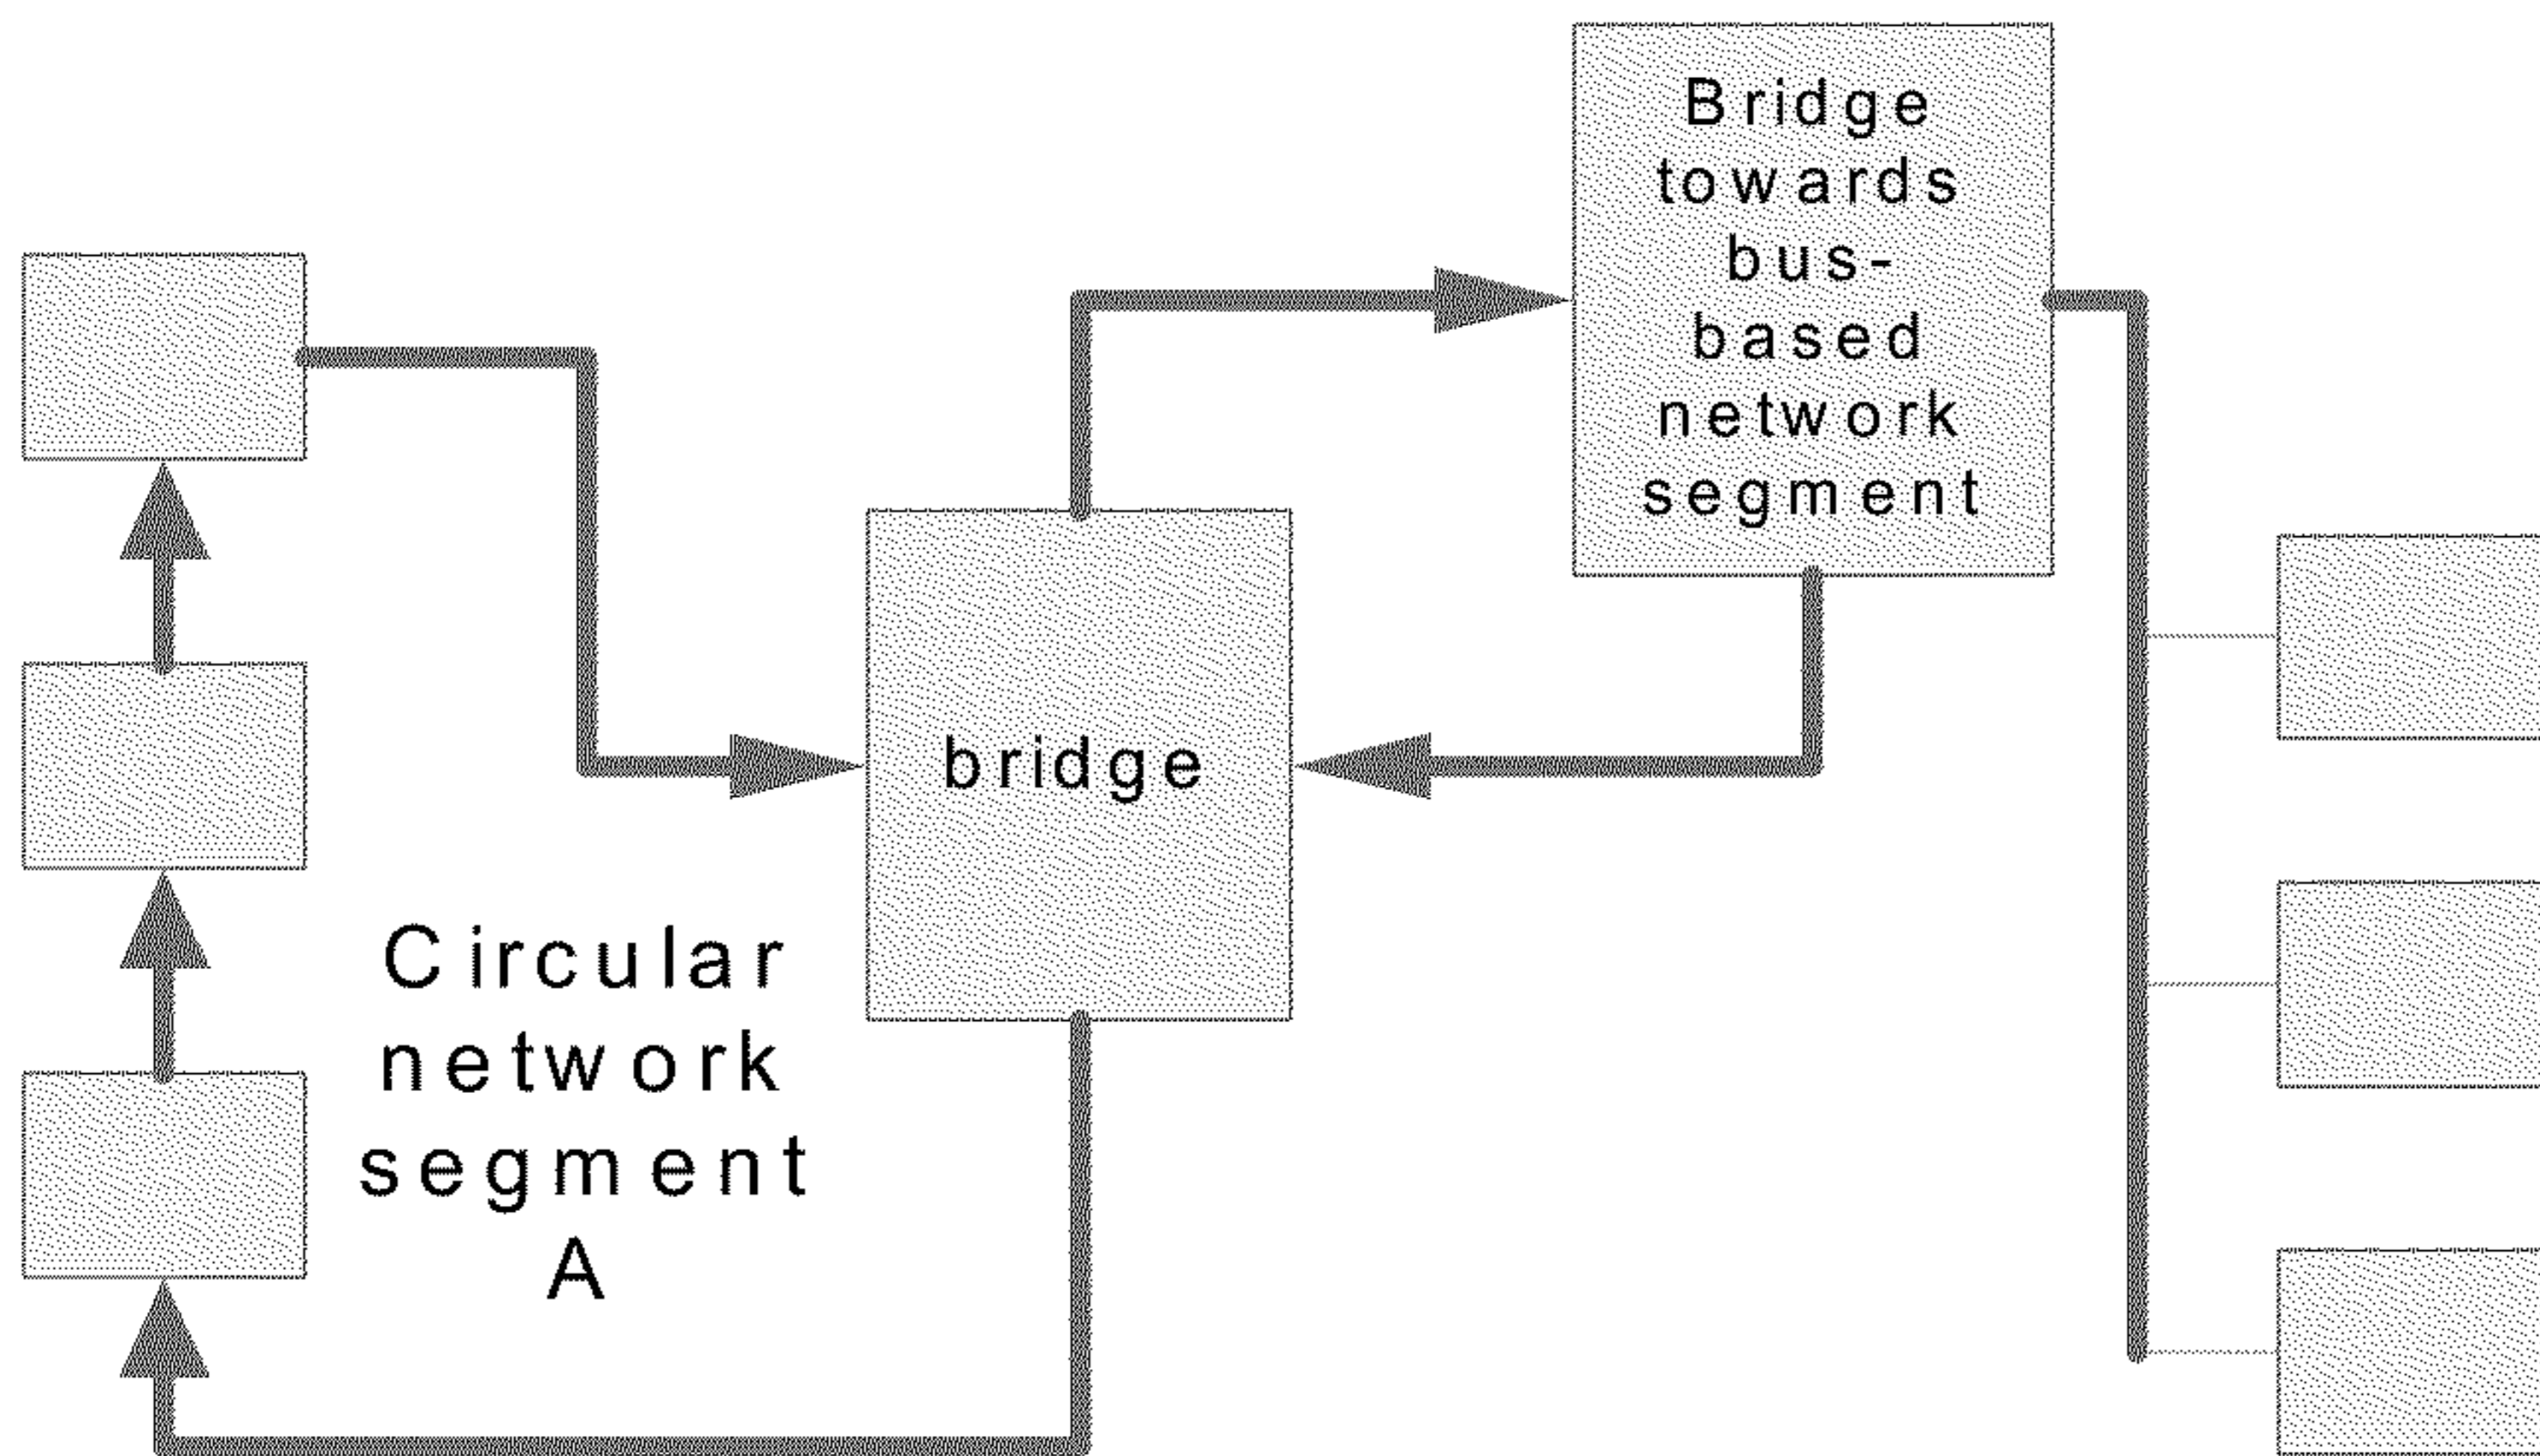 Bridge
towards
bus-
based
network
segment
bridge
Circular
network
segment
A